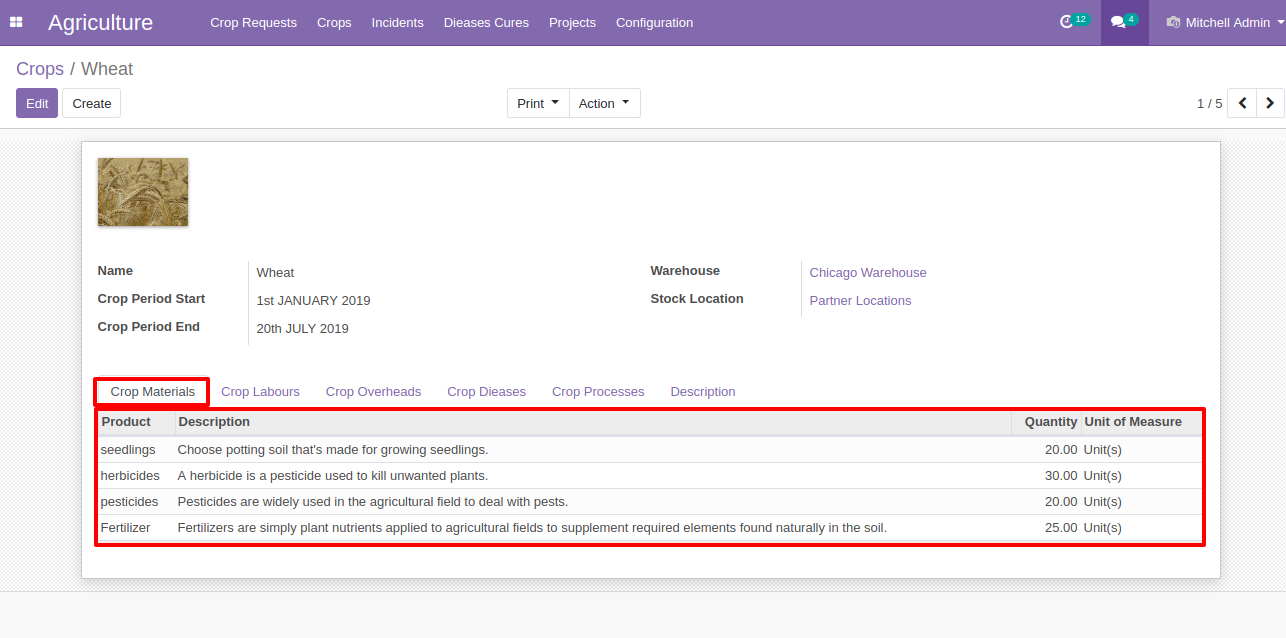 Agriculture Crop Requests Crops Incidents Dieases Cures Projects Configuration 12 4 Mitchell Admin
Crops / Wheat
Edit Create Print Action 1 / 5
Name Wheat Warehouse Chicago Warehouse
Crop Period Start 1st JANUARY 2019 Stock Location Partner Locations
Crop Period End 20th JULY 2019
Crop Materials Crop Labours Crop Overheads Crop Dieases Crop Processes Description
Product Description Quantity Unit of Measure
seedlings Choose potting soil that's made for growing seedlings. 20.00 Unit(s)
herbicides A herbicide is a pesticide used to kill unwanted plants. 30.00 Unit(s)
pesticides Pesticides are widely used in the agricultural field to deal with pests. 20.00 Unit(s)
Fertilizer Fertilizers are simply plant nutrients applied to agricultural fields to supplement required elements found naturally in the soil. 25.00 Unit(s)